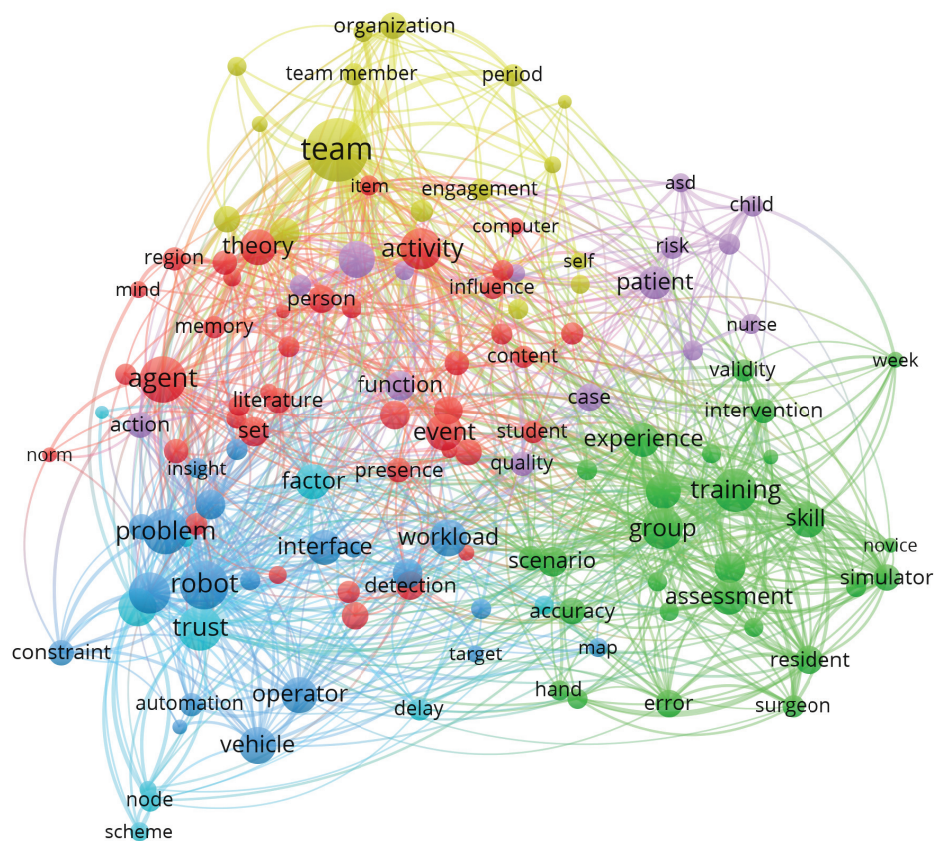 organization
team member
period
team
item
engagement
asd
child
computer
theory
activity
risk
region
self
patient
mind
person
influence
memory
nurse
content
week
validity
agent
function
literature
case
intervention
action
set
event
student
experience
norm
insight
presence
quality
factor
training
problem
group
skill
interface
workload
novice
scenario
robot
detection
simulator
assessment
accuracy
trust
constraint
target
map
resident
automation
operator
hand
error
surgeon
delay
vehicle
node
scheme